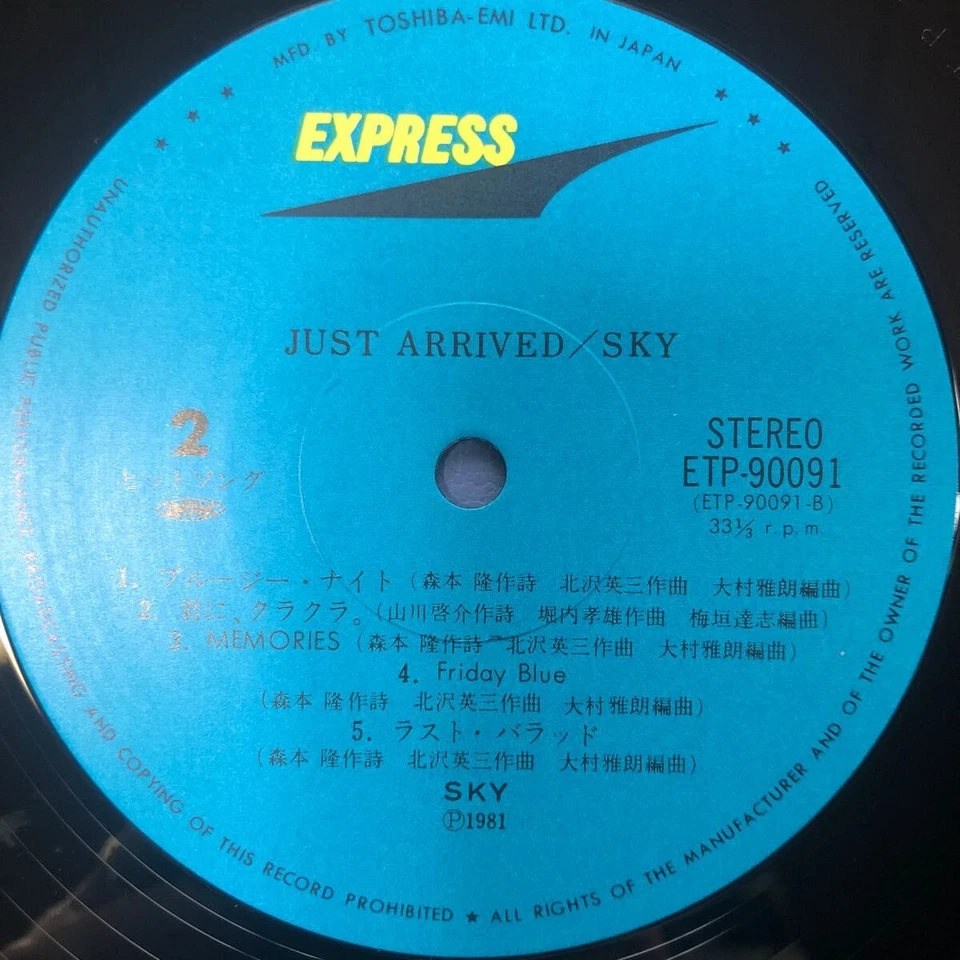 MFD. BY TOSHIBA-EMI LTD. IN JAPAN
EXPRESS
JUST ARRIVED/SKY
2
ヒットソング
STEREO
ETP-90091
(ETP-90091-B)
33⅓ r.p.m.
1. ブルージー・ナイト (森本 隆作詩 北沢英三作曲 大村雅朗編曲)
2. 君に、クラクラ。(山川啓介作詩 堀内孝雄作曲 梅垣達志編曲)
3. MEMORIES (森本 隆作詩 北沢英三作曲 大村雅朗編曲)
4. Friday Blue
(森本 隆作詩 北沢英三作曲 大村雅朗編曲)
5. ラスト・バラッド
(森本 隆作詩 北沢英三作曲 大村雅朗編曲)
SKY
Ⓟ1981
UNAUTHORIZED PUBLIC PERFORMANCE BROADCASTING AND COPYING OF THIS RECORD PROHIBITED ★ ALL RIGHTS OF THE MANUFACTURER AND OF THE OWNER OF THE RECORDED WORK ARE RESERVED